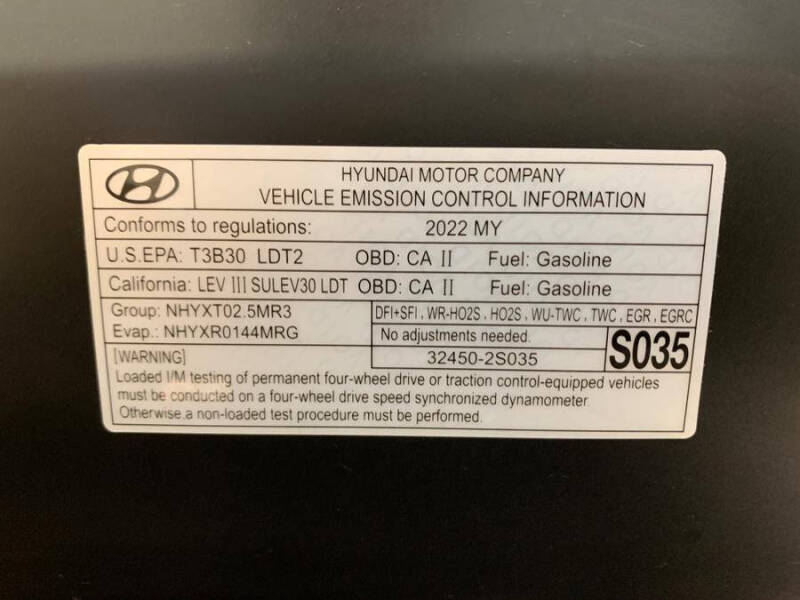 HYUNDAI MOTOR COMPANY
VEHICLE EMISSION CONTROL INFORMATION
Conforms to regulations: 2022 MY
U.S.EPA: T3B30 LDT2 OBD: CA II Fuel: Gasoline
California: LEV III SULEV30 LDT OBD: CA II Fuel: Gasoline
Group: NHYXT02.5MR3 DFI+SFI , WR-HO2S , HO2S , WU-TWC , TWC , EGR , EGRC
Evap.: NHYXR0144MRG No adjustments needed. S035
[WARNING] 32450-2S035
Loaded I/M testing of permanent four-wheel drive or traction control-equipped vehicles
must be conducted on a four-wheel drive speed synchronized dynamometer.
Otherwise.a non-loaded test procedure must be performed.